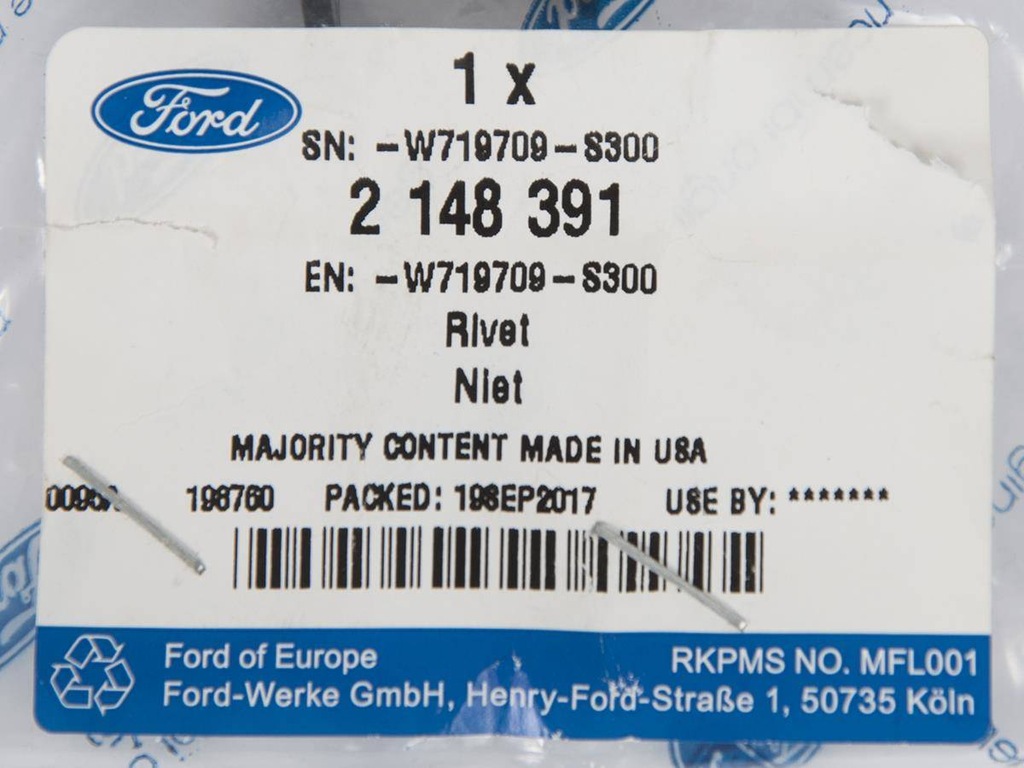 Ford
1 x
SN: -W719709-S300
2 148 391
EN: -W719709-S300
Rivet
Niet
MAJORITY CONTENT MADE IN USA
198760 PACKED: 19SEP2017 USE BY: *******
Ford of Europe RKPMS NO. MFL001
Ford-Werke GmbH, Henry-Ford-Straße 1, 50735 Köln